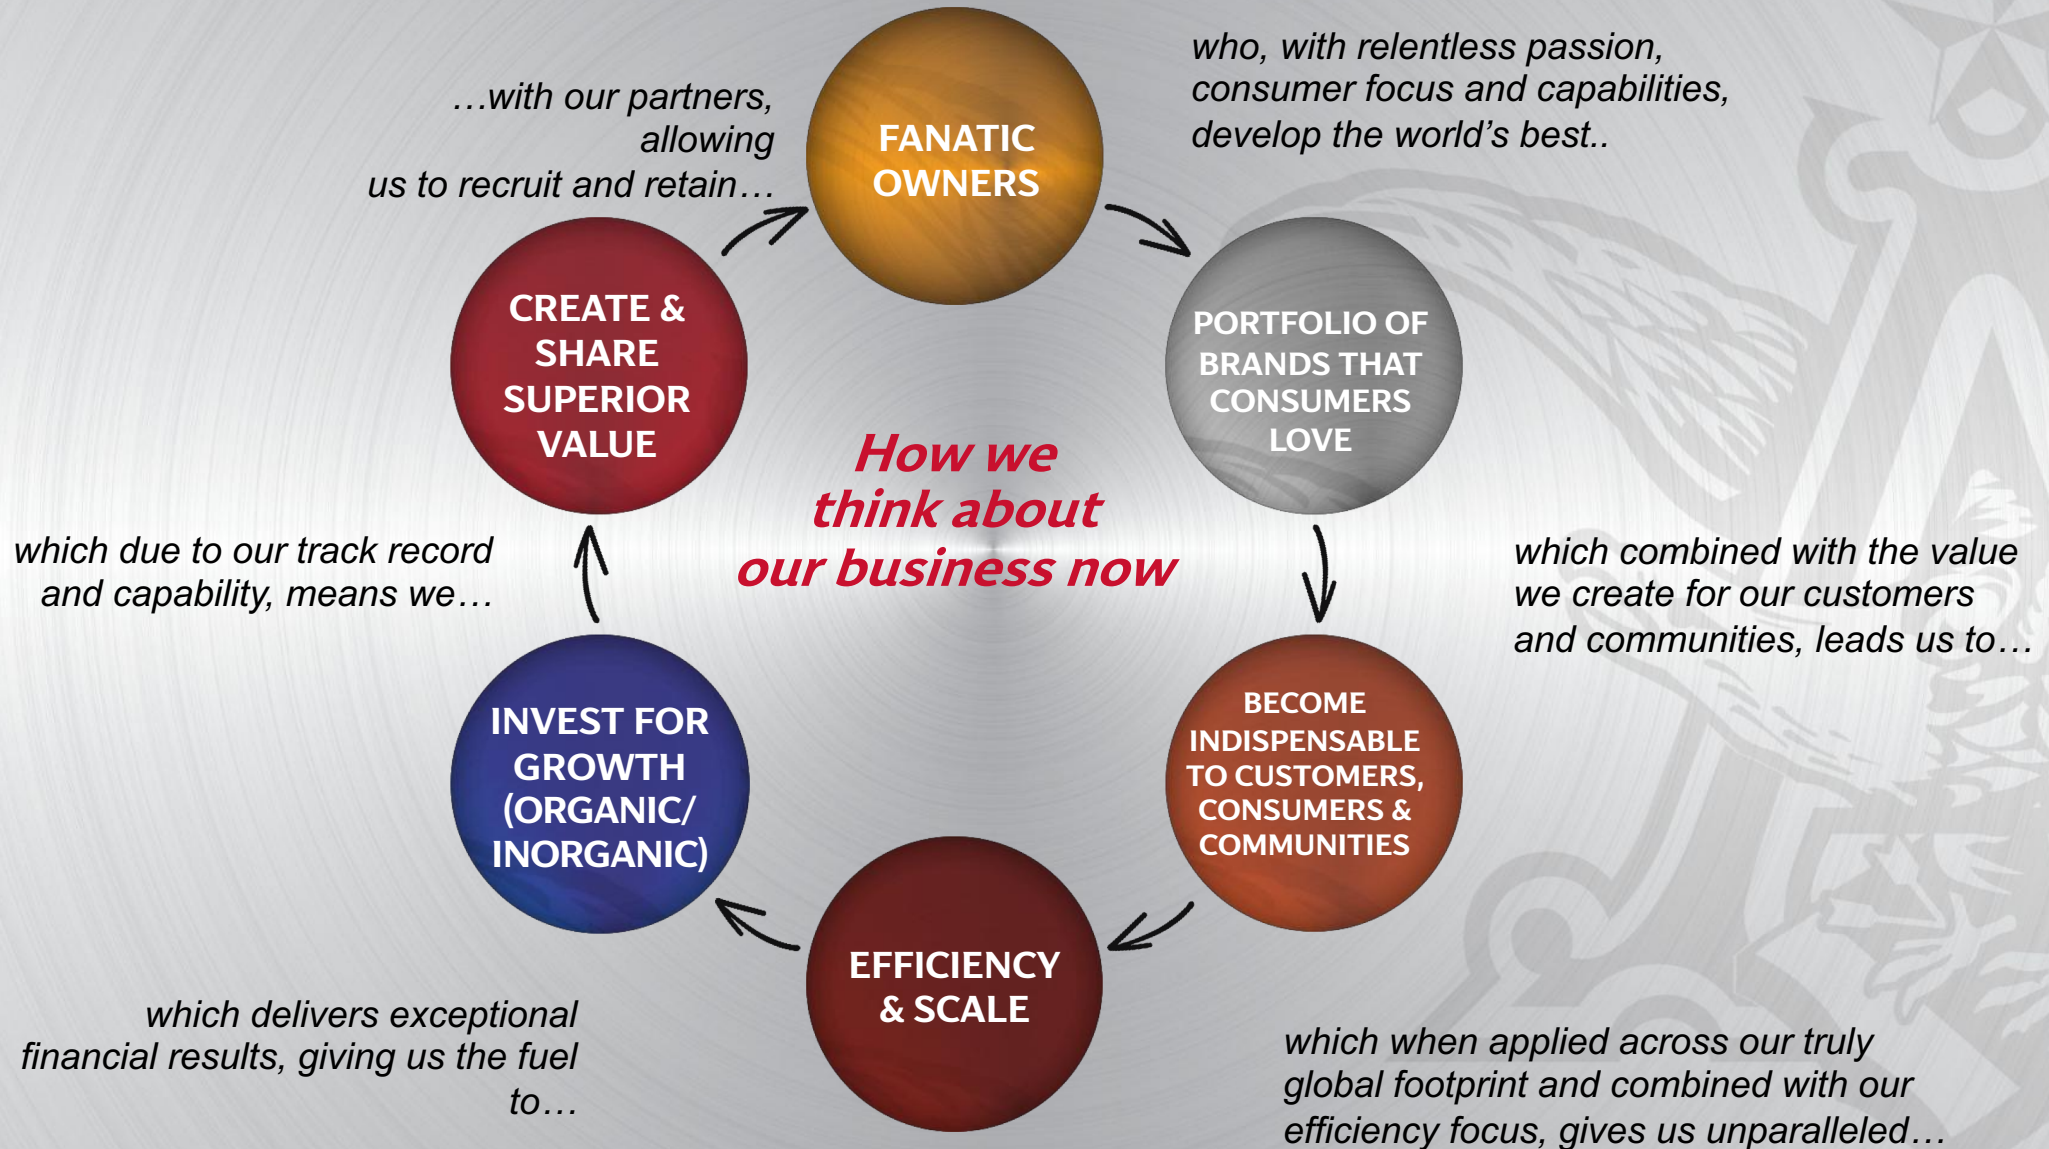 FANATIC
OWNERS
who, with relentless passion,
consumer focus and capabilities,
develop the world's best..
PORTFOLIO OF
BRANDS THAT
CONSUMERS
LOVE
which combined with the value
we create for our customers
and communities, leads us to…
BECOME
INDISPENSABLE
TO CUSTOMERS,
CONSUMERS &
COMMUNITIES
which when applied across our truly
global footprint and combined with our
efficiency focus, gives us unparalleled…
EFFICIENCY
& SCALE
which delivers exceptional
financial results, giving us the fuel
to…
INVEST FOR
GROWTH
(ORGANIC/
INORGANIC)
which due to our track record
and capability, means we…
CREATE &
SHARE
SUPERIOR
VALUE
…with our partners,
allowing
us to recruit and retain…
How we
think about
our business now